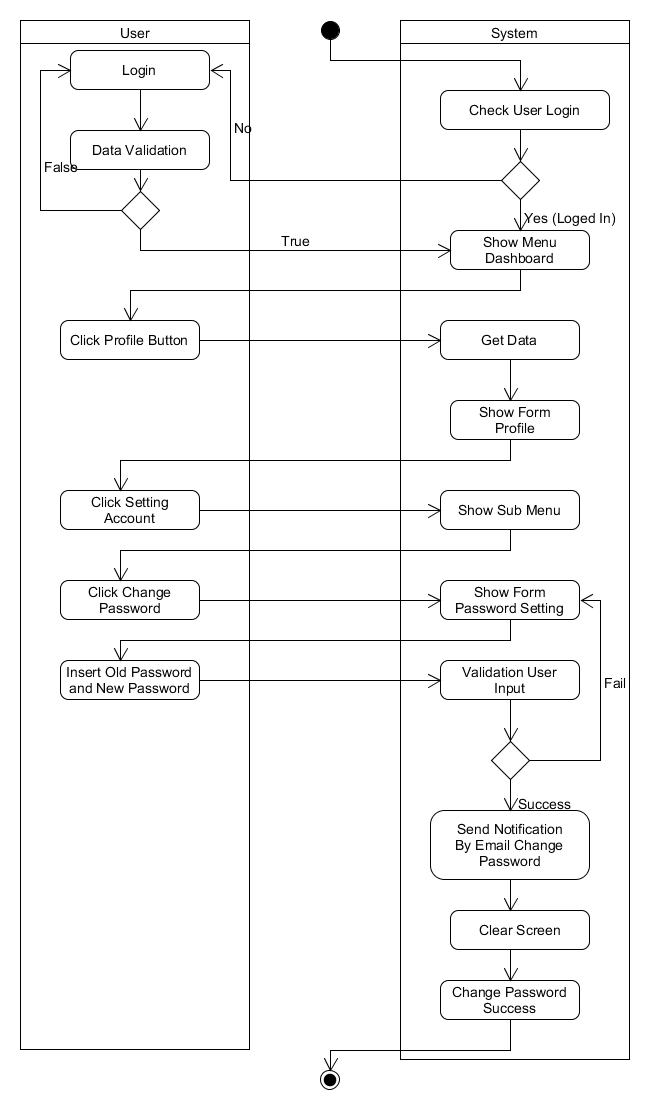 User
System
Login
Check User Login
No
Data Validation
False
Yes (Loged In)
True
Show Menu
Dashboard
Click Profile Button
Get Data
Show Form
Profile
Click Setting
Account
Show Sub Menu
Click Change
Password
Show Form
Password Setting
Insert Old Password
and New Password
Validation User
Input
Fail
Success
Send Notification
By Email Change
Password
Clear Screen
Change Password
Success